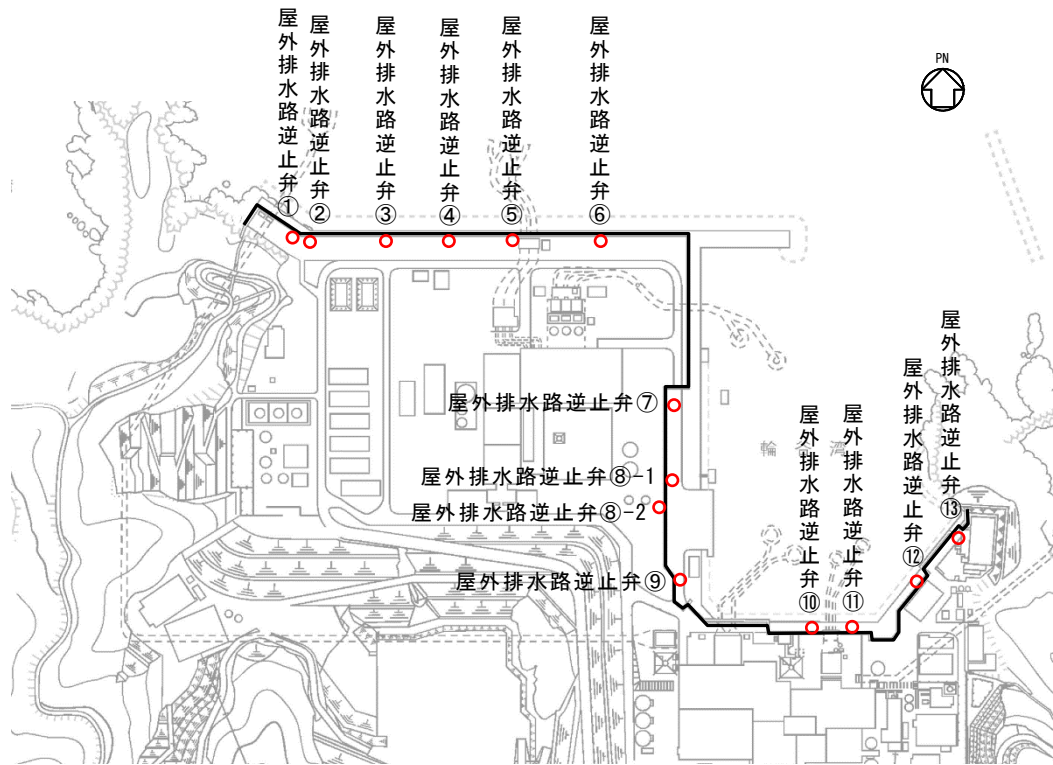 屋外排水路逆止弁①
屋外排水路逆止弁②
屋外排水路逆止弁③
屋外排水路逆止弁④
屋外排水路逆止弁⑤
屋外排水路逆止弁⑥
PN
屋外排水路逆止弁⑦
屋外排水路逆止弁⑧-1
屋外排水路逆止弁⑧-2
屋外排水路逆止弁⑨
屋外排水路逆止弁⑩
屋外排水路逆止弁⑪
屋外排水路逆止弁⑫
屋外排水路逆止弁⑬
輪谷湾